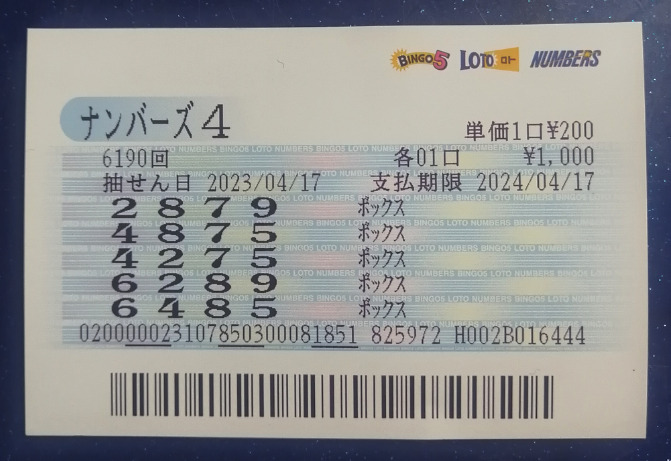 BINGO5 LOTO ロト NUMBERS
ナンバーズ4
単価1口¥200
6190回 各01口 ¥1,000
抽せん日 2023/04/17 支払期限 2024/04/17
2879 ボックス
4875 ボックス
4275 ボックス
6289 ボックス
6485 ボックス
020000023107850300081851 825972 H002B016444